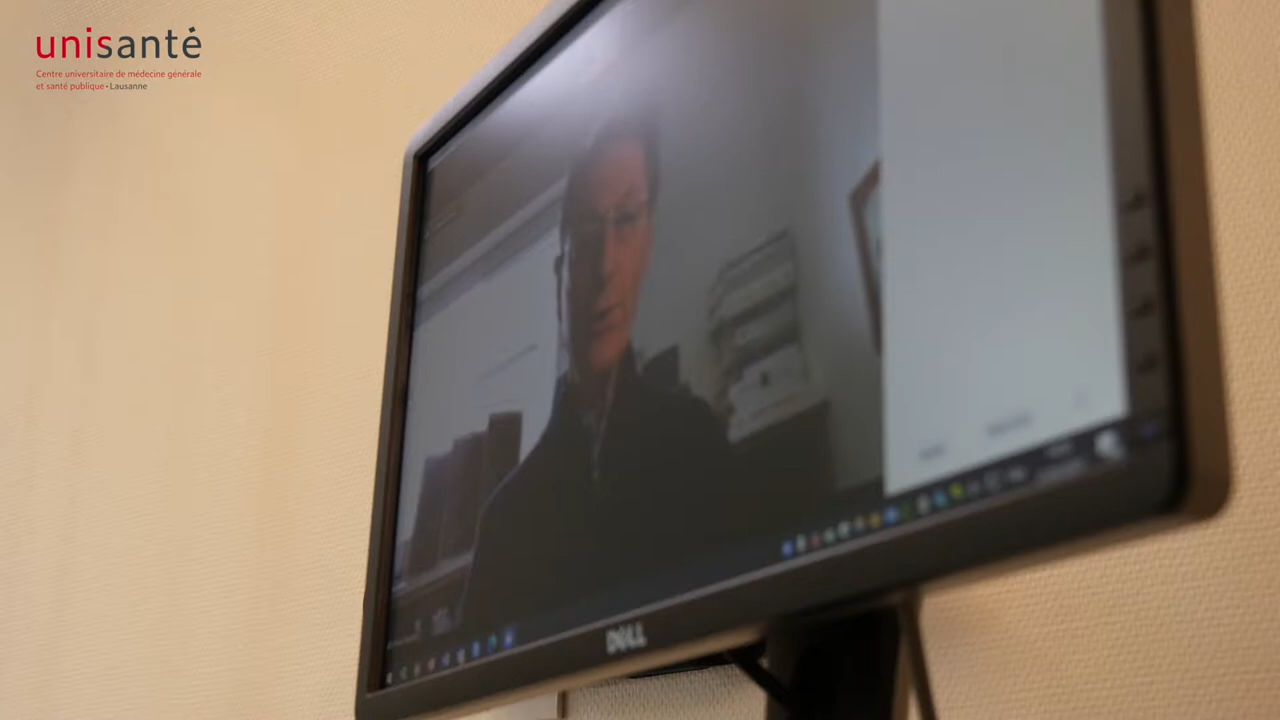 unisanté
Centre universitaire de médecine générale
et santé publique • Lausanne
DELL